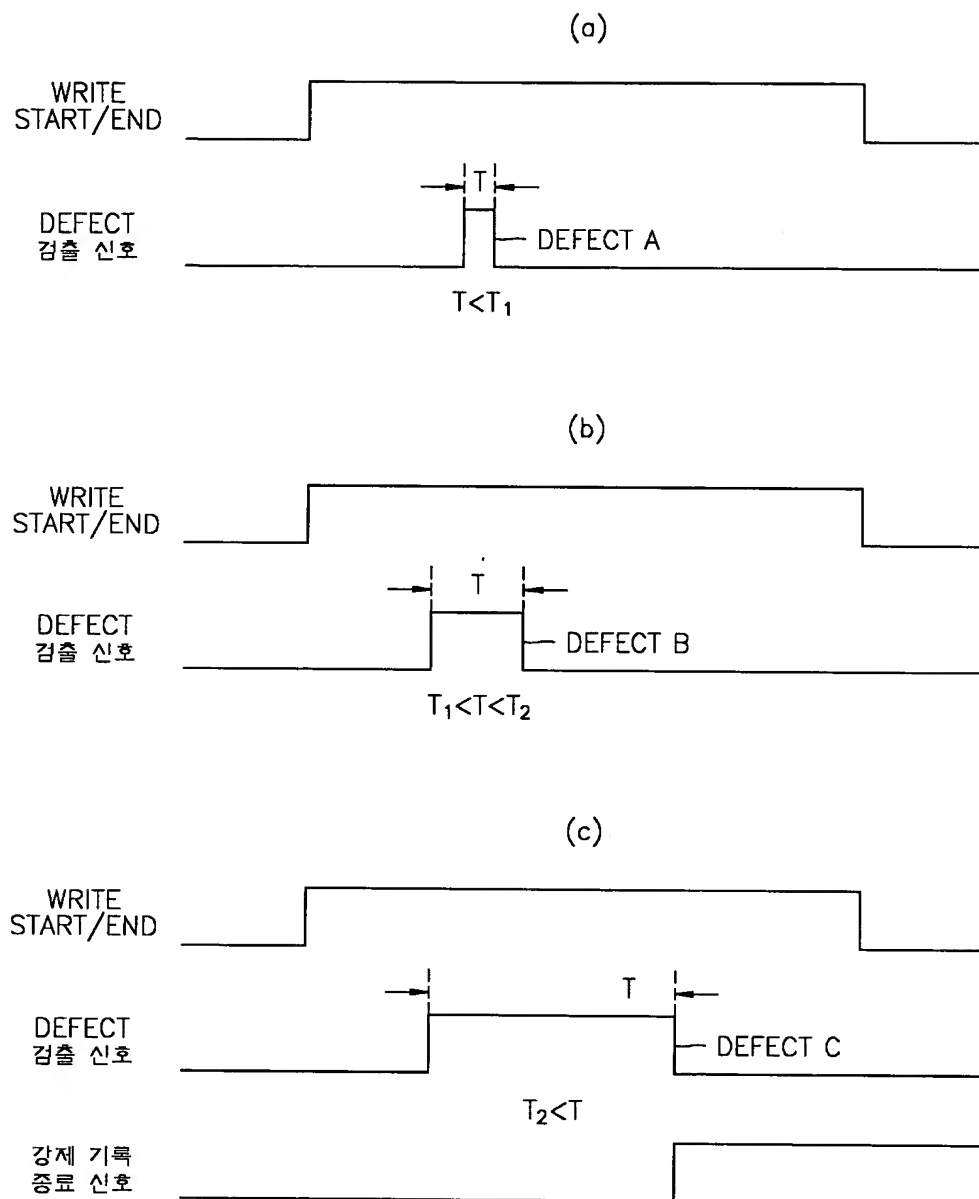 (a)
WRITE
START/END
T
DEFECT
검출 신호
DEFECT A
T<T₁
(b)
WRITE
START/END
T
DEFECT
검출 신호
DEFECT B
T₁<T<T₂
(c)
WRITE
START/END
T
DEFECT
검출 신호
DEFECT C
T₂<T
강제 기록
종료 신호